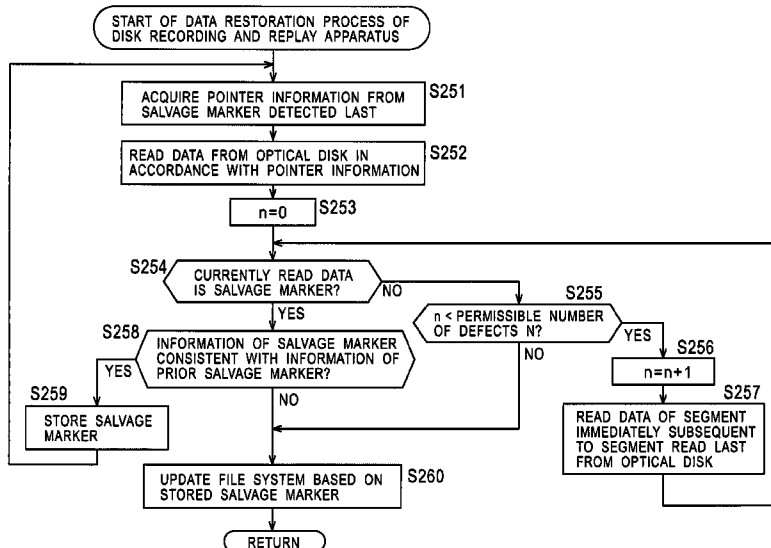 START OF DATA RESTORATION PROCESS OF
DISK RECORDING AND REPLAY APPARATUS
S251
ACQUIRE POINTER INFORMATION FROM
SALVAGE MARKER DETECTED LAST
S252
READ DATA FROM OPTICAL DISK IN
ACCORDANCE WITH POINTER INFORMATION
S253
n=0
S254
CURRENTLY READ DATA
IS SALVAGE MARKER?
NO
YES
S255
n < PERMISSIBLE NUMBER
OF DEFECTS N?
YES
NO
S256
n=n+1
S257
READ DATA OF SEGMENT
IMMEDIATELY SUBSEQUENT
TO SEGMENT READ LAST
FROM OPTICAL DISK
S258
INFORMATION OF SALVAGE MARKER
CONSISTENT WITH INFORMATION OF
PRIOR SALVAGE MARKER?
YES
NO
S259
STORE SALVAGE
MARKER
S260
UPDATE FILE SYSTEM BASED ON
STORED SALVAGE MARKER
RETURN